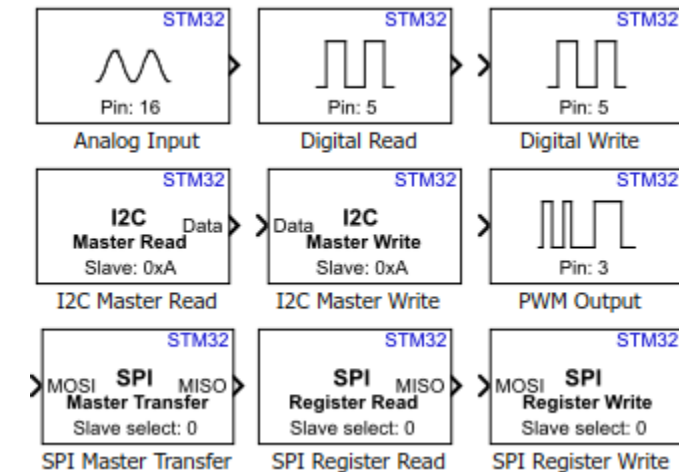 STM32
Pin: 16
Analog Input
STM32
Pin: 5
Digital Read
STM32
Pin: 5
Digital Write
STM32
I2C
Data
Master Read
Slave: 0xA
I2C Master Read
STM32
Data
I2C
Master Write
Slave: 0xA
I2C Master Write
STM32
Pin: 3
PWM Output
STM32
MOSI
SPI
MISO
Master Transfer
Slave select: 0
SPI Master Transfer
STM32
SPI
MISO
Register Read
Slave select: 0
SPI Register Read
STM32
MOSI
SPI
Register Write
Slave select: 0
SPI Register Write